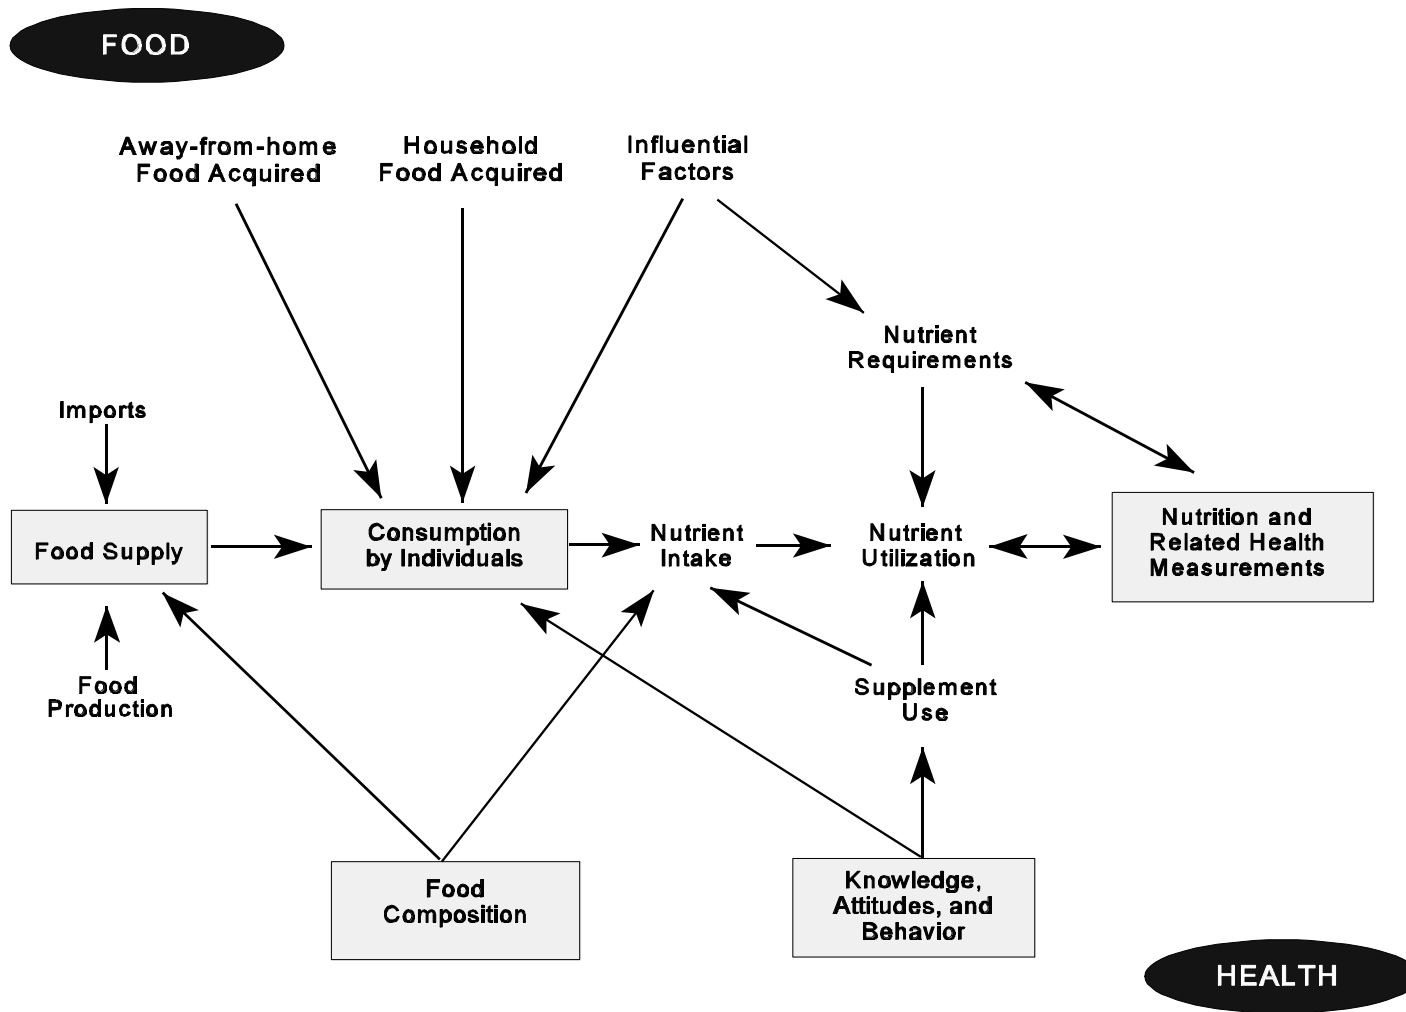 FOOD
Away-from-home
Food Acquired
Household
Food Acquired
Influential
Factors
Nutrient
Requirements
Imports
Food Supply
Consumption
by Individuals
Nutrient
Intake
Nutrient
Utilization
Nutrition and
Related Health
Measurements
Food
Production
Supplement
Use
Food
Composition
Knowledge,
Attitudes, and
Behavior
HEALTH